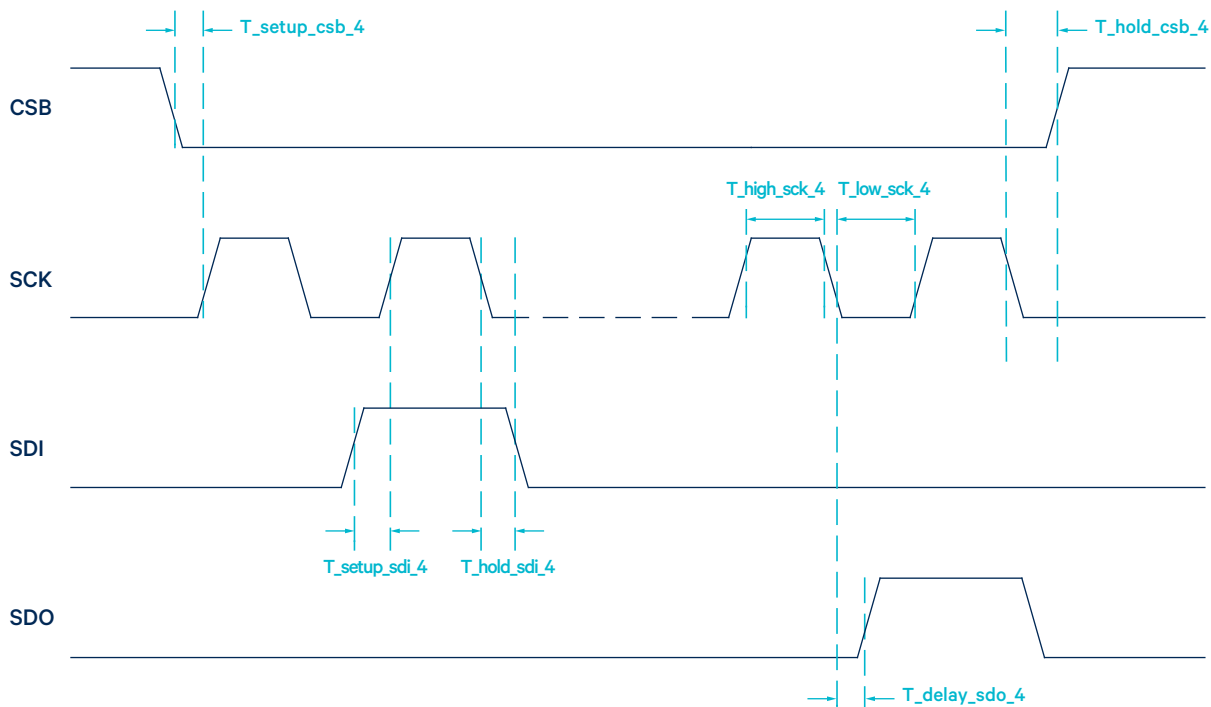 T_setup_csb_4
T_hold_csb_4
CSB
T_high_sck_4
T_low_sck_4
SCK
SDI
T_setup_sdi_4
T_hold_sdi_4
SDO
T_delay_sdo_4